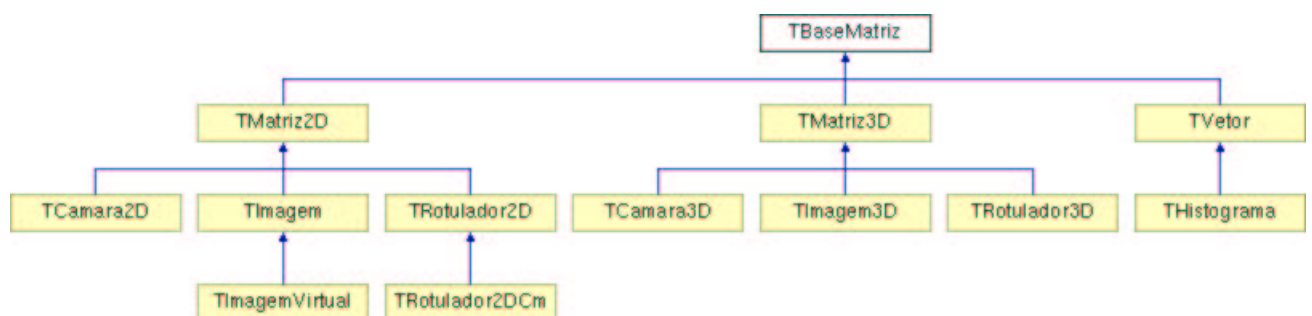 TBaseMatriz
TMatriz2D TMatriz3D TVetor
TCamara2D TImagem TRotulador2D TCamara3D TImagem3D TRotulador3D THistograma
TImagemVirtual TRotulador2DCm